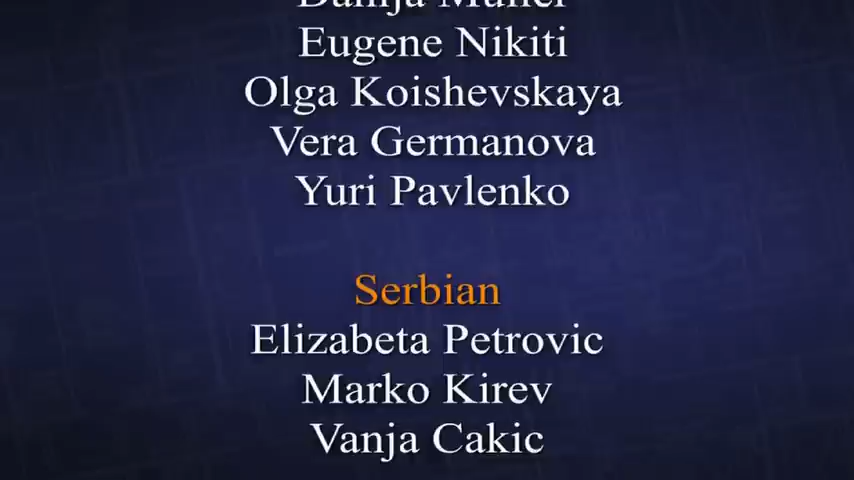 Eugene Nikiti
Olga Koishevskaya
Vera Germanova
Yuri Pavlenko
Serbian
Elizabeta Petrovic
Marko Kirev
Vanja Cakic